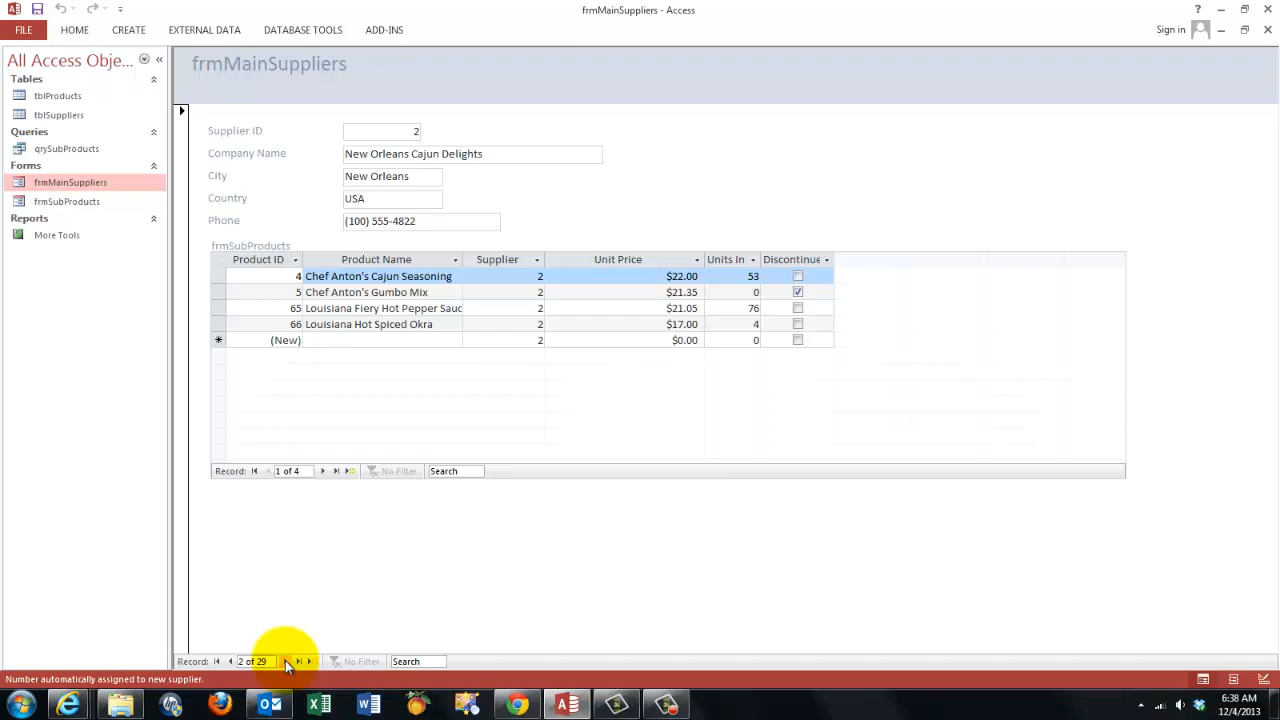 frmMainSuppliers - Access
FILE HOME CREATE EXTERNAL DATA DATABASE TOOLS ADD-INS Sign in
All Access Obje...
Tables
tblProducts
tblSuppliers
Queries
qrySubProducts
Forms
frmMainSuppliers
frmSubProducts
Reports
More Tools
frmMainSuppliers
Supplier ID 2
Company Name New Orleans Cajun Delights
City New Orleans
Country USA
Phone (100) 555-4822
frmSubProducts
Product ID Product Name Supplier Unit Price Units In Discontinue
4 Chef Anton's Cajun Seasoning 2 $22.00 53
5 Chef Anton's Gumbo Mix 2 $21.35 0
65 Louisiana Fiery Hot Pepper Sauc 2 $21.05 76
66 Louisiana Hot Spiced Okra 2 $17.00 4
(New) 2 $0.00 0
Record: 1 of 4 No Filter Search
Record: 2 of 29 No Filter Search
Number automatically assigned to new supplier.
6:38 AM
12/4/2013